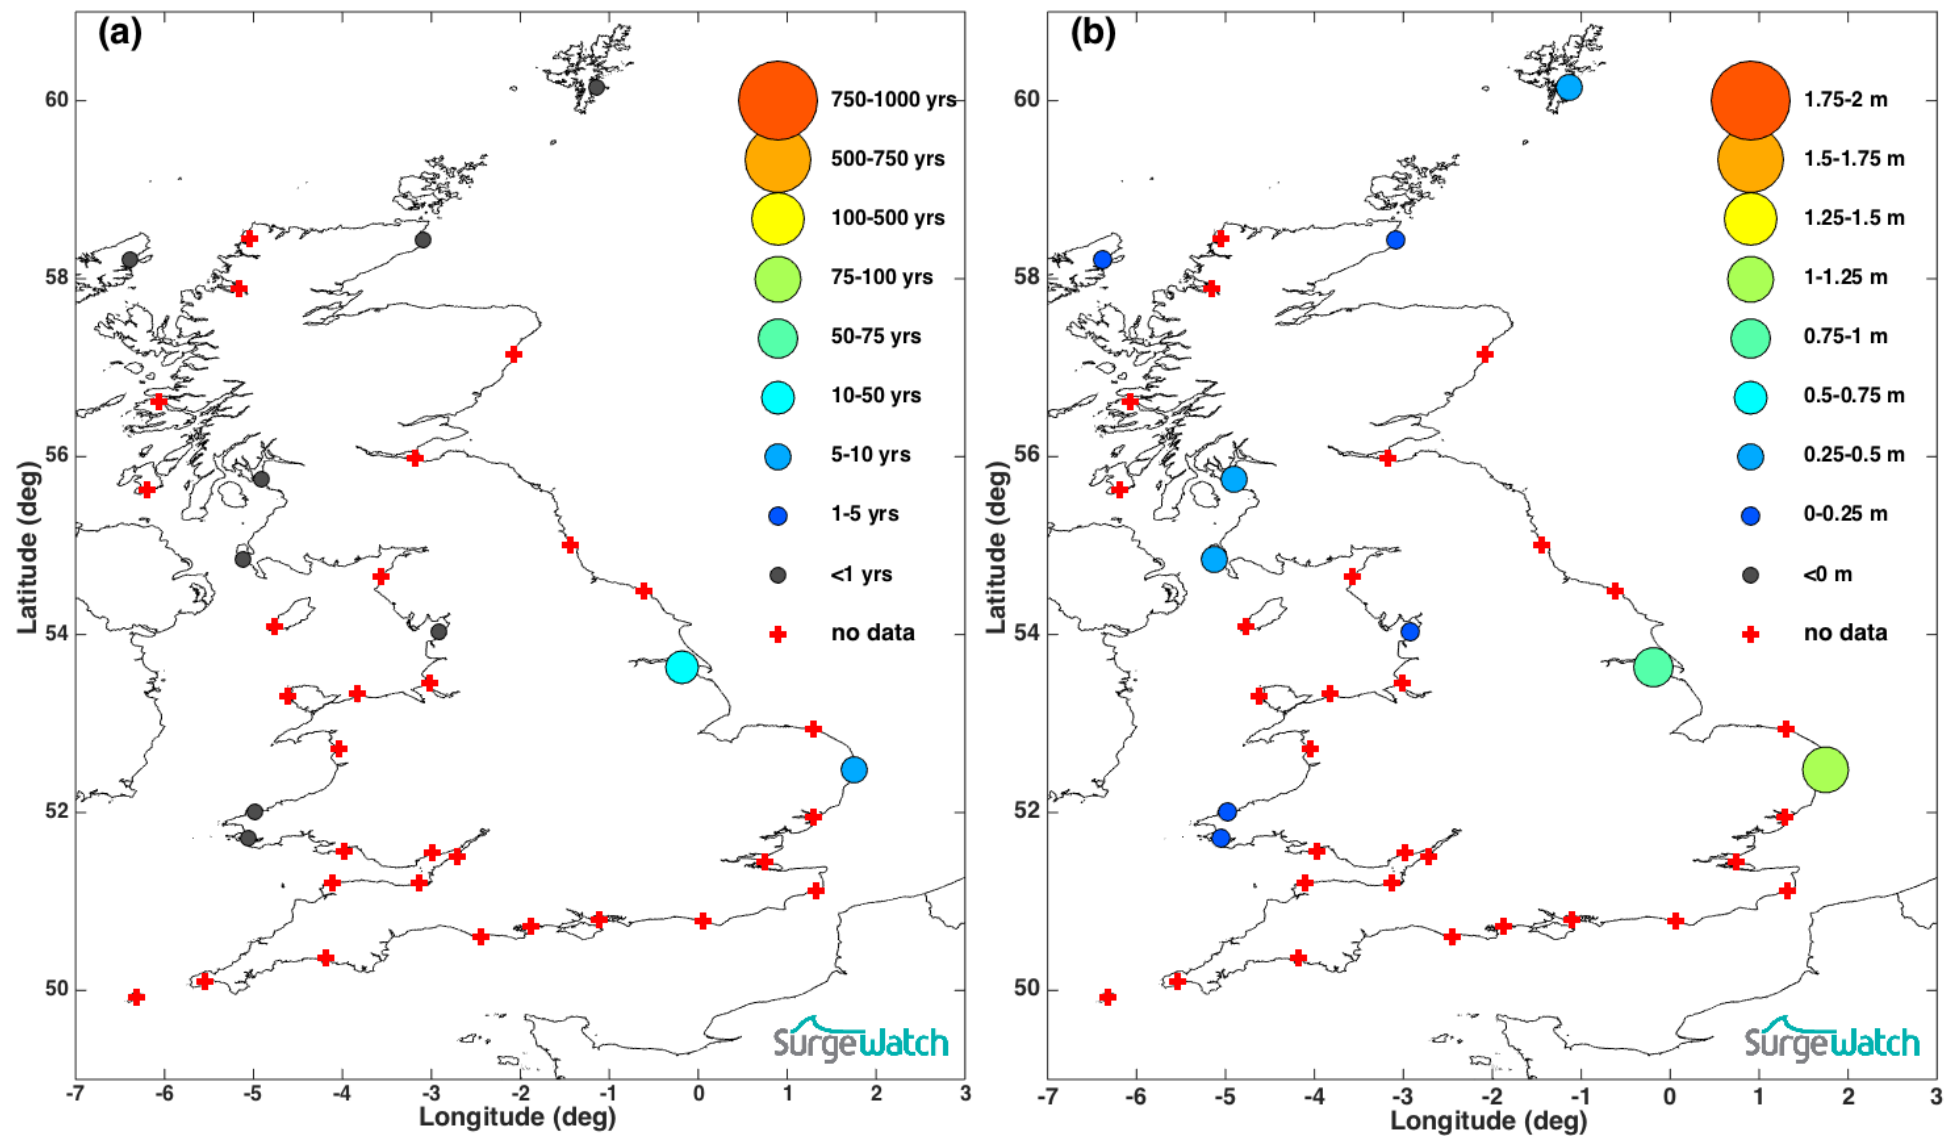 (a)
750-1000 yrs
500-750 yrs
100-500 yrs
75-100 yrs
50-75 yrs
10-50 yrs
5-10 yrs
1-5 yrs
<1 yrs
no data
60
58
56
54
52
50
Latitude (deg)
-7 -6 -5 -4 -3 -2 -1 0 1 2 3
Longitude (deg)
SurgeWatch
(b)
1.75-2 m
1.5-1.75 m
1.25-1.5 m
1-1.25 m
0.75-1 m
0.5-0.75 m
0.25-0.5 m
0-0.25 m
<0 m
no data
60
58
56
54
52
50
Latitude (deg)
-7 -6 -5 -4 -3 -2 -1 0 1 2 3
Longitude (deg)
SurgeWatch